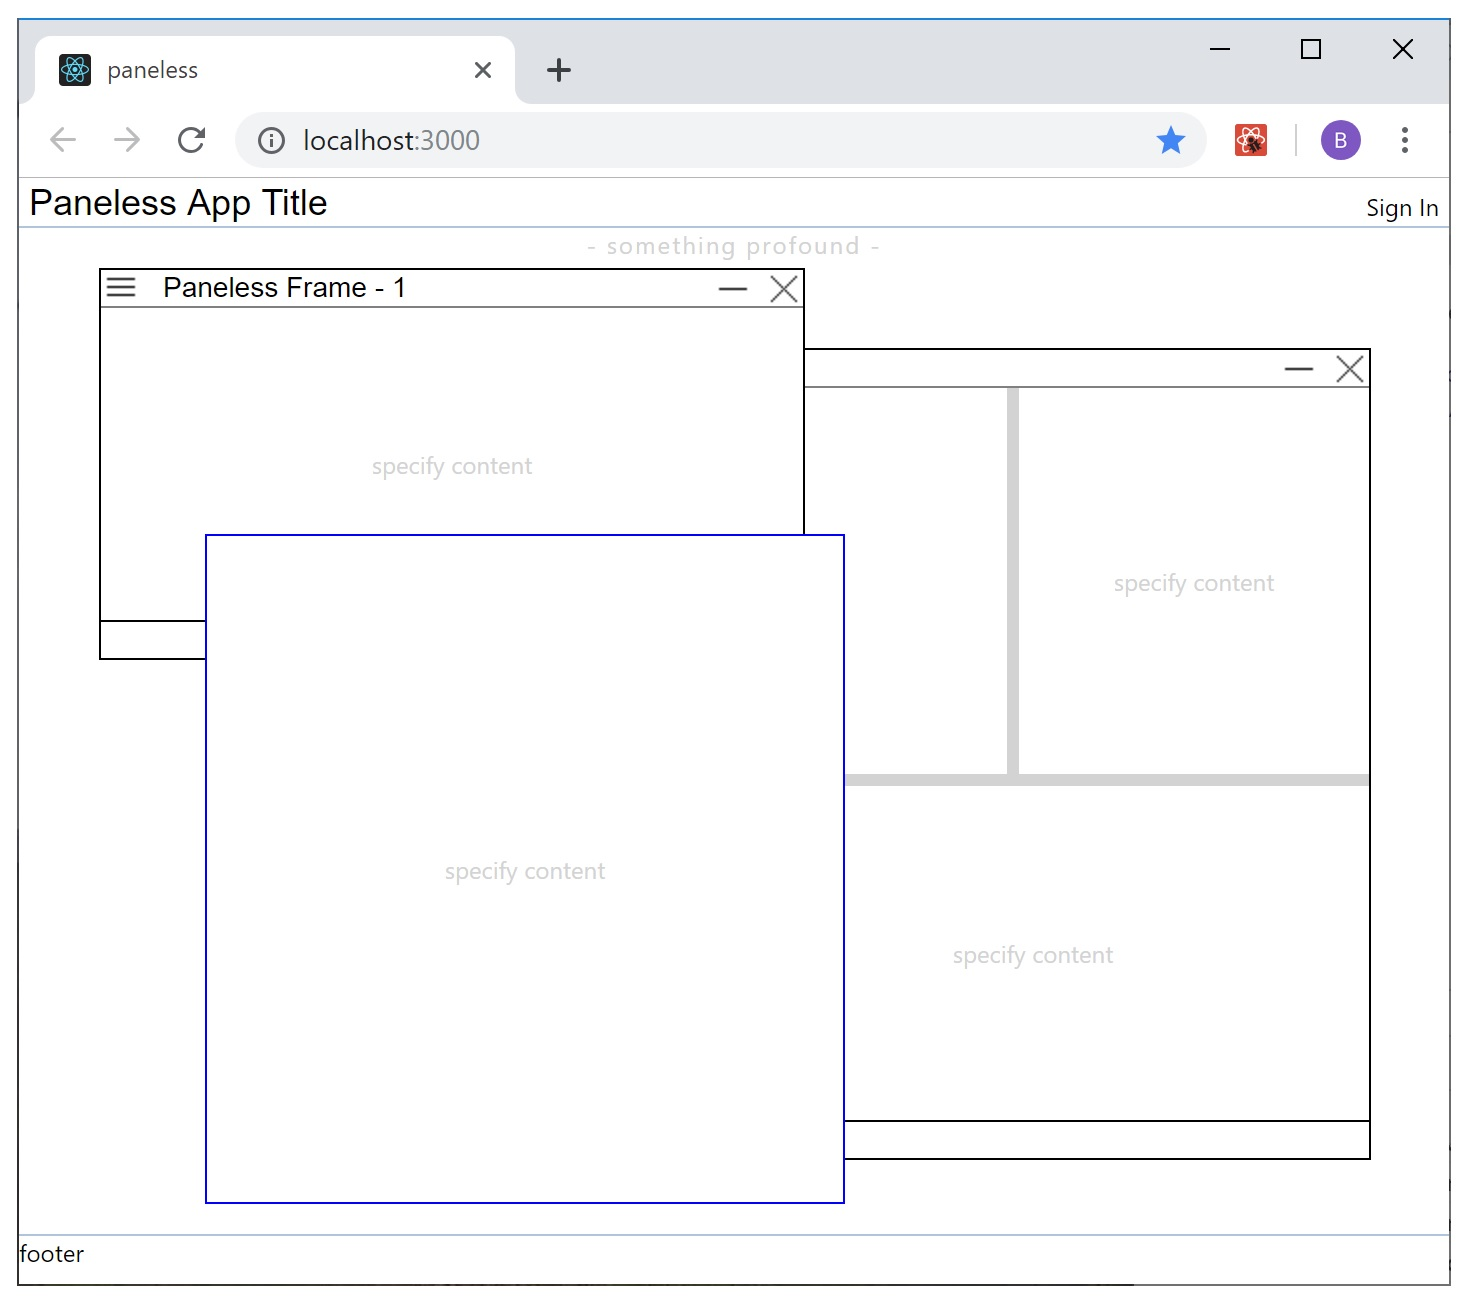 paneless
localhost:3000
B
Paneless App Title
Sign In
- something profound -
Paneless Frame - 1
specify content
specify content
specify content
specify content
footer